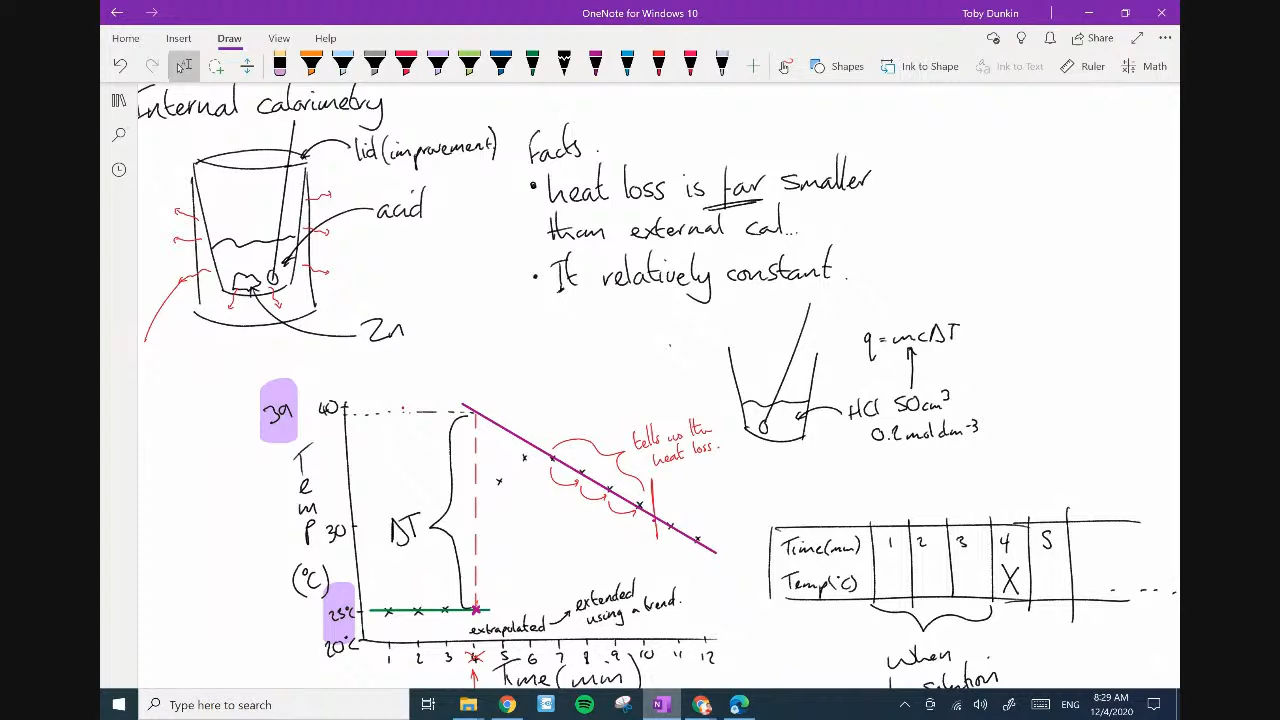 OneNote for Windows 10
Toby Dunkin
Home
Insert
Draw
View
Help
Share
Shapes
Ink to Shape
Ink to Text
Ruler
Math
Internal calorimetry
lid (improvement)
acid
Zn
Facts.
• heat loss is far smaller
than external cal...
• It relatively constant.
q = mcΔT
HCl 50cm³
0.2 mol dm⁻³
39
40
Temp
(°C)
30
25°C
20°C
ΔT
tells us the
heat loss.
extrapolated → extended
using a trend.
1 2 3 4 5 6 7 8 9 10 11 12
Time (min)
Time (min) 1 2 3 4 5
Temp (°C) X ....
When
solution
Type here to search
ENG
8:29 AM
12/4/2020